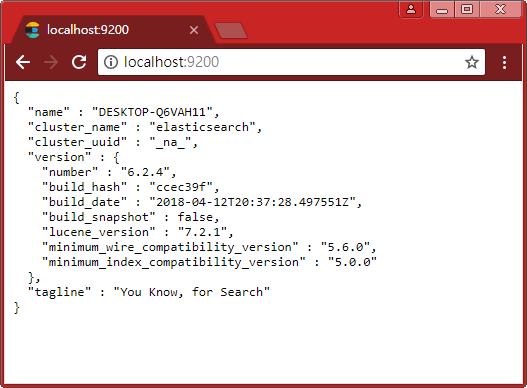 localhost:9200
localhost:9200
{
  "name" : "DESKTOP-Q6VAH11",
  "cluster_name" : "elasticsearch",
  "cluster_uuid" : "_na_",
  "version" : {
    "number" : "6.2.4",
    "build_hash" : "ccec39f",
    "build_date" : "2018-04-12T20:37:28.497551Z",
    "build_snapshot" : false,
    "lucene_version" : "7.2.1",
    "minimum_wire_compatibility_version" : "5.6.0",
    "minimum_index_compatibility_version" : "5.0.0"
  },
  "tagline" : "You Know, for Search"
}